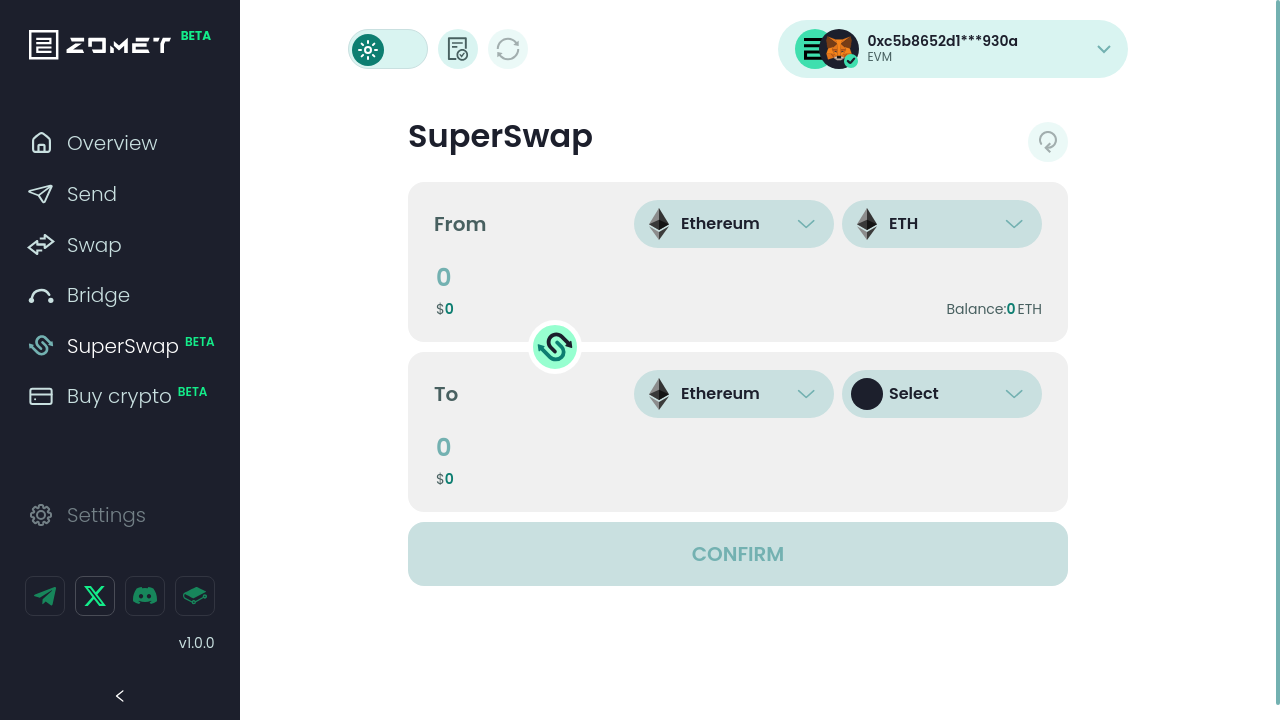 ZOMET BETA
Overview
Send
Swap
Bridge
SuperSwap BETA
Buy crypto BETA
Settings
v1.0.0
0xc5b8652d1***930a
EVM
SuperSwap
From
Ethereum
ETH
0
$0
Balance:0 ETH
To
Ethereum
Select
0
$0
CONFIRM